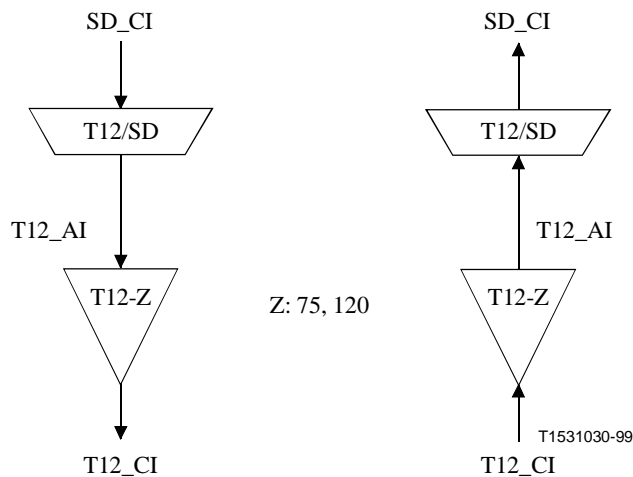 SD_CI
SD_CI
T12/SD
T12/SD
T12_AI
T12_AI
T12-Z
T12-Z
Z: 75, 120
T1531030-99
T12_CI
T12_CI